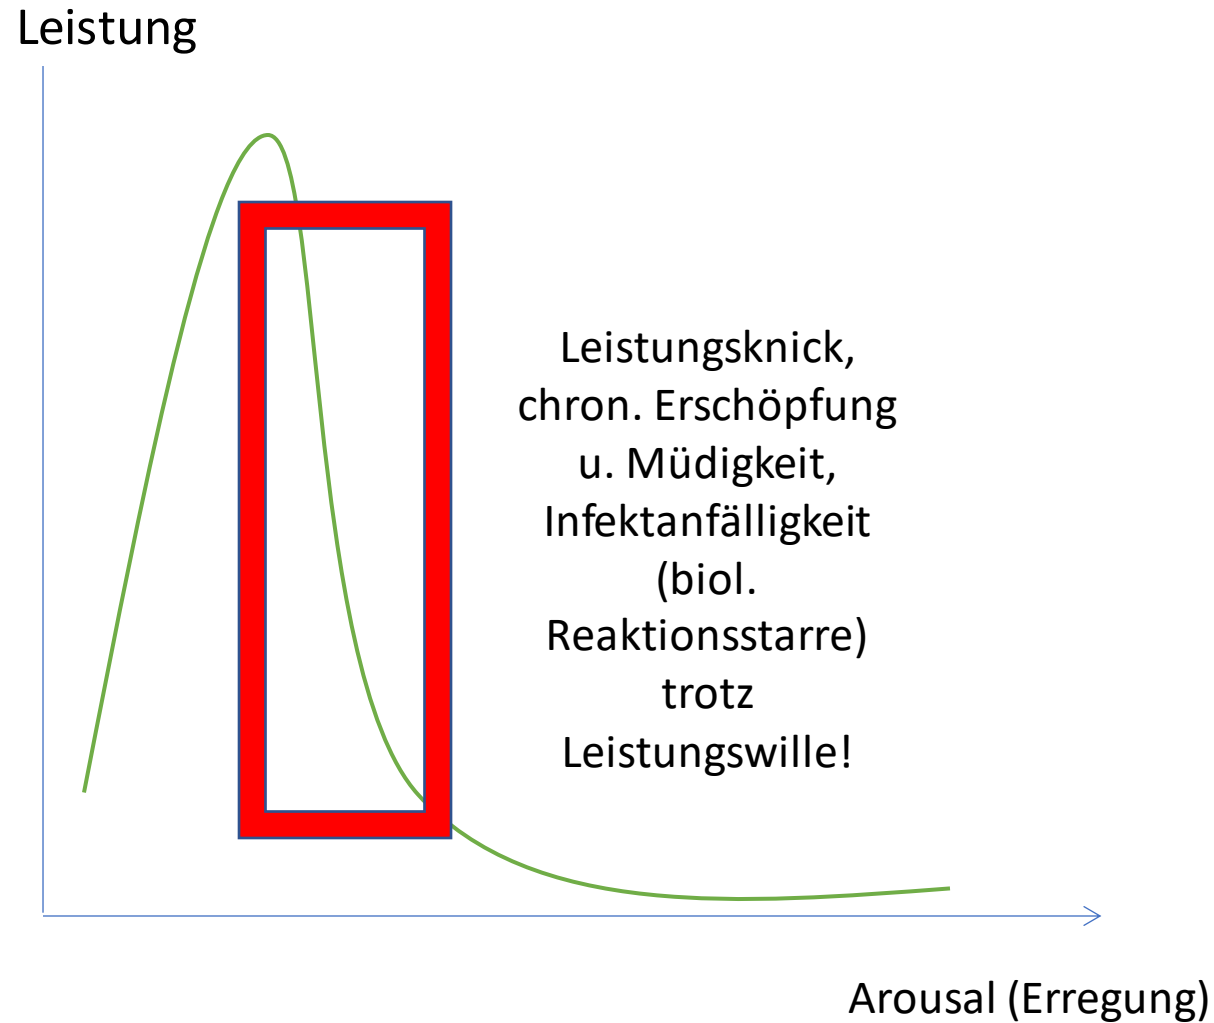 Leistung
Leistungsknick,
chron. Erschöpfung
u. Müdigkeit,
Infektanfälligkeit
(biol.
Reaktionsstarre)
trotz
Leistungswille!
Arousal (Erregung)